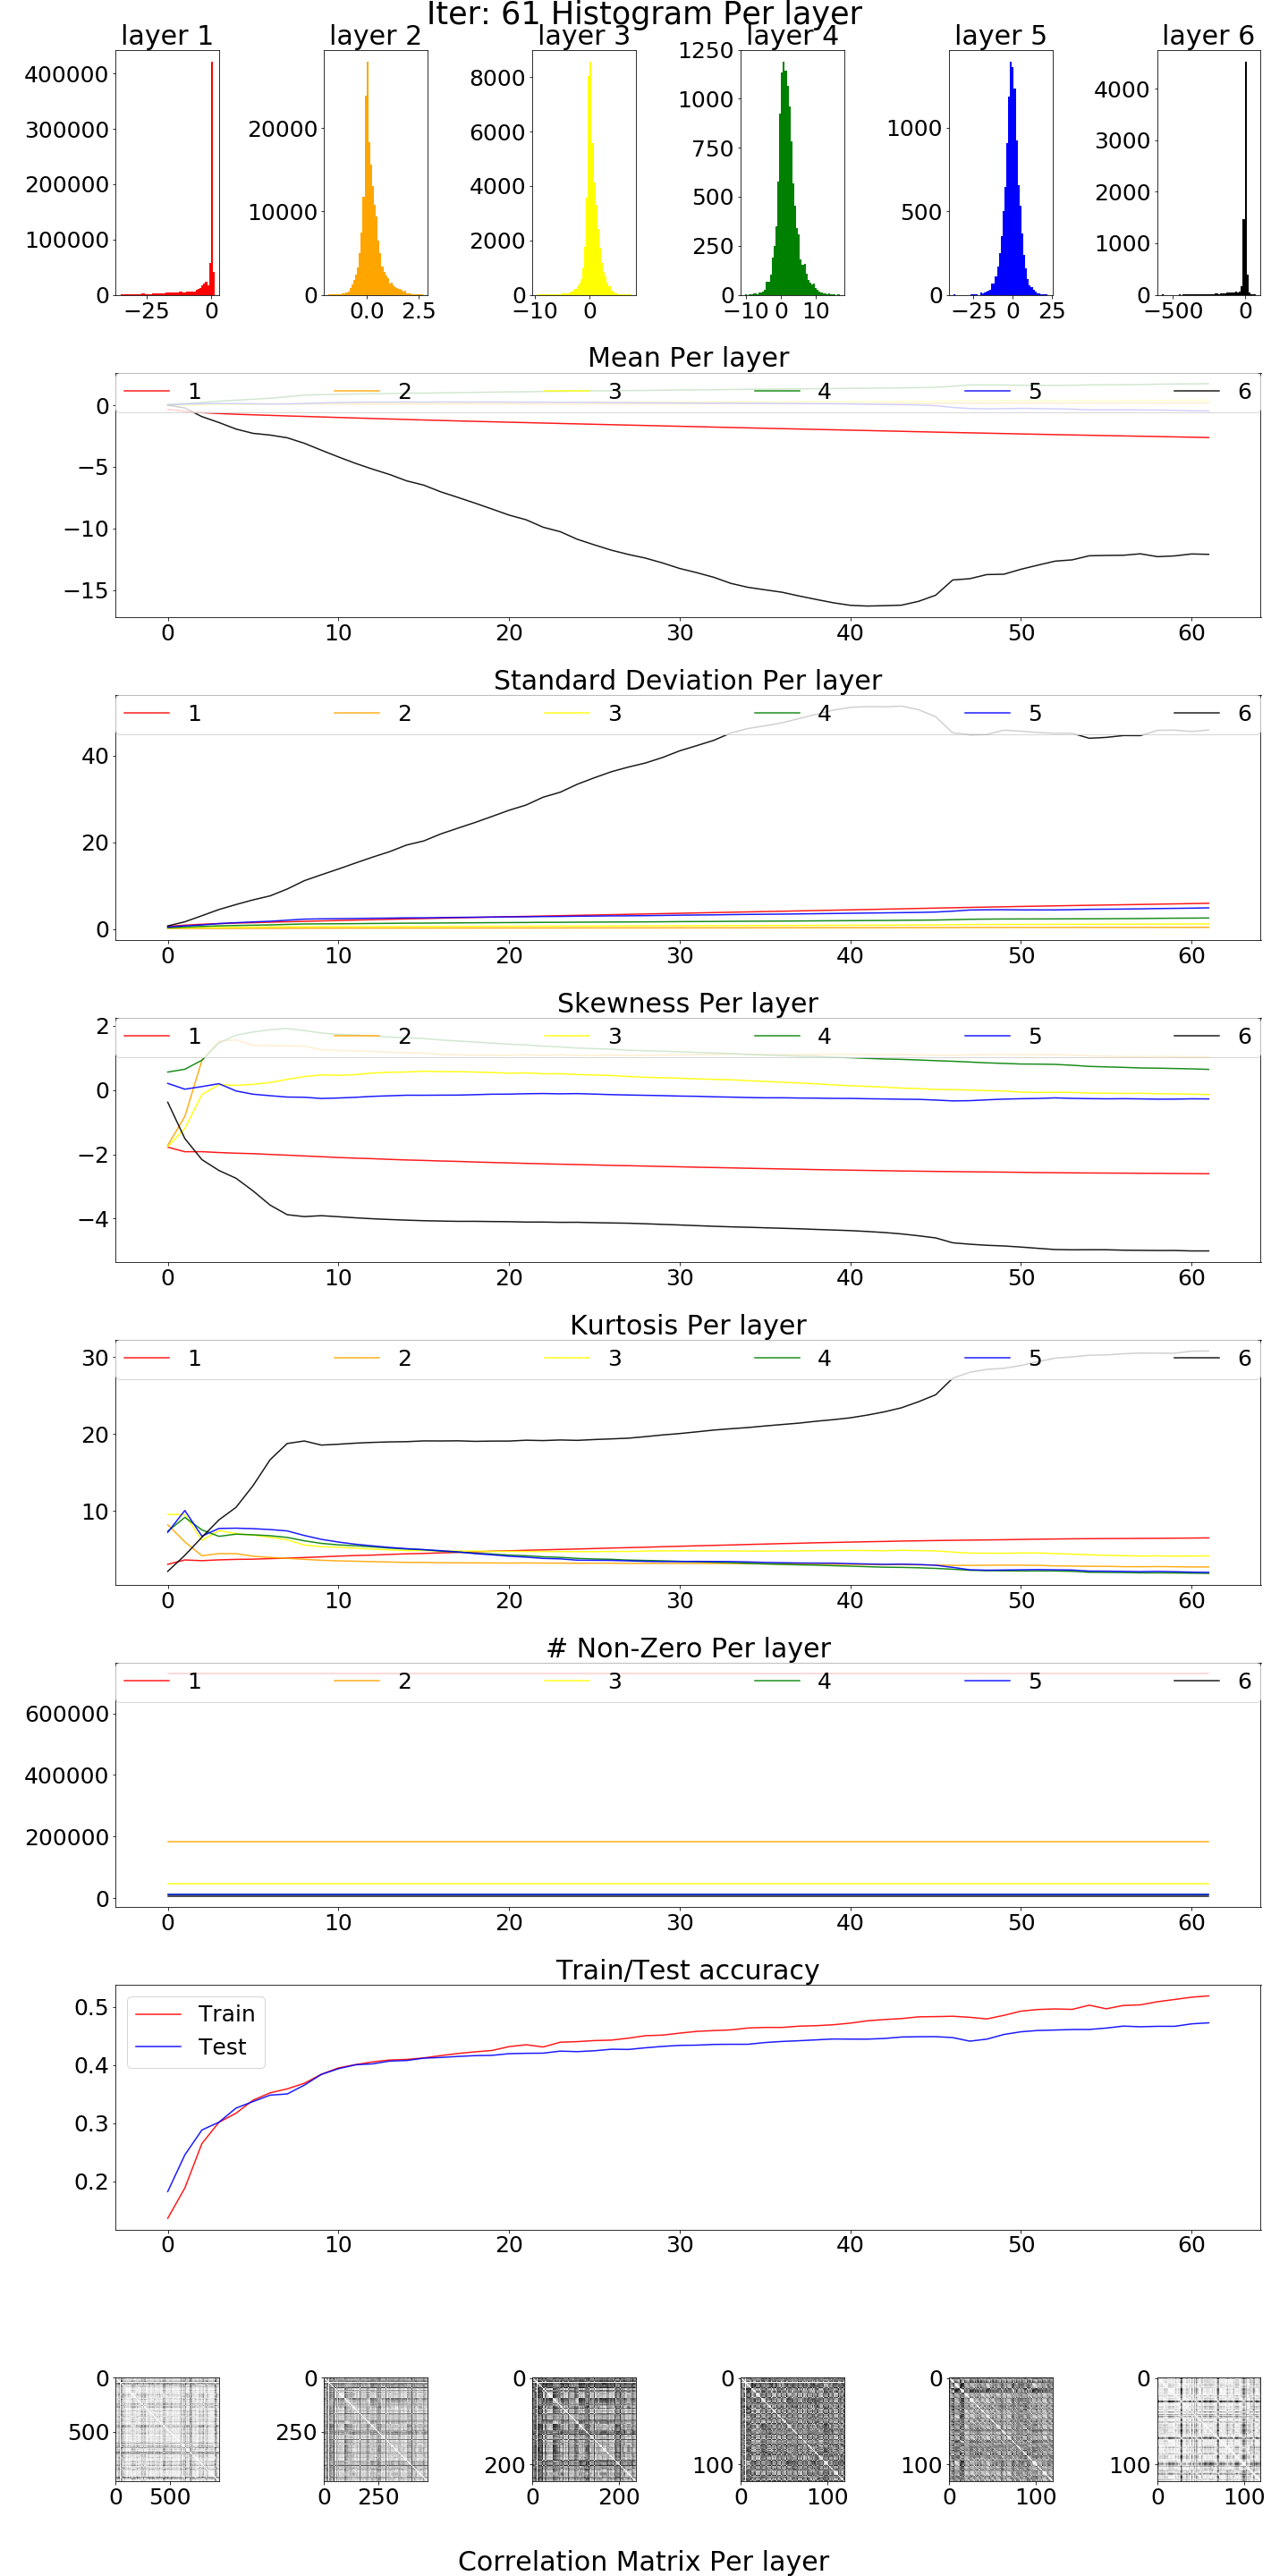 Iter: 61 Histogram Per layer
layer 1 layer 2 layer 3 layer 4 layer 5 layer 6
400000
300000
200000
100000
0
−25 0
20000
10000
0
0.0 2.5
8000
6000
4000
2000
0
−10 0
1250
1000
750
500
250
0
−10 0 10
1000
500
0
−25 0 25
4000
3000
2000
1000
0
−500 0
Mean Per layer
1 2 3 4 5 6
0
−5
−10
−15
0 10 20 30 40 50 60
Standard Deviation Per layer
1 2 3 4 5 6
40
20
0
0 10 20 30 40 50 60
Skewness Per layer
1 2 3 4 5 6
2
0
−2
−4
0 10 20 30 40 50 60
Kurtosis Per layer
1 2 3 4 5 6
30
20
10
0 10 20 30 40 50 60
# Non-Zero Per layer
1 2 3 4 5 6
600000
400000
200000
0
0 10 20 30 40 50 60
Train/Test accuracy
Train
Test
0.5
0.4
0.3
0.2
0 10 20 30 40 50 60
0
500
0 500
0
250
0 250
0
200
0 200
0
100
0 100
0
100
0 100
0
100
0 100
Correlation Matrix Per layer